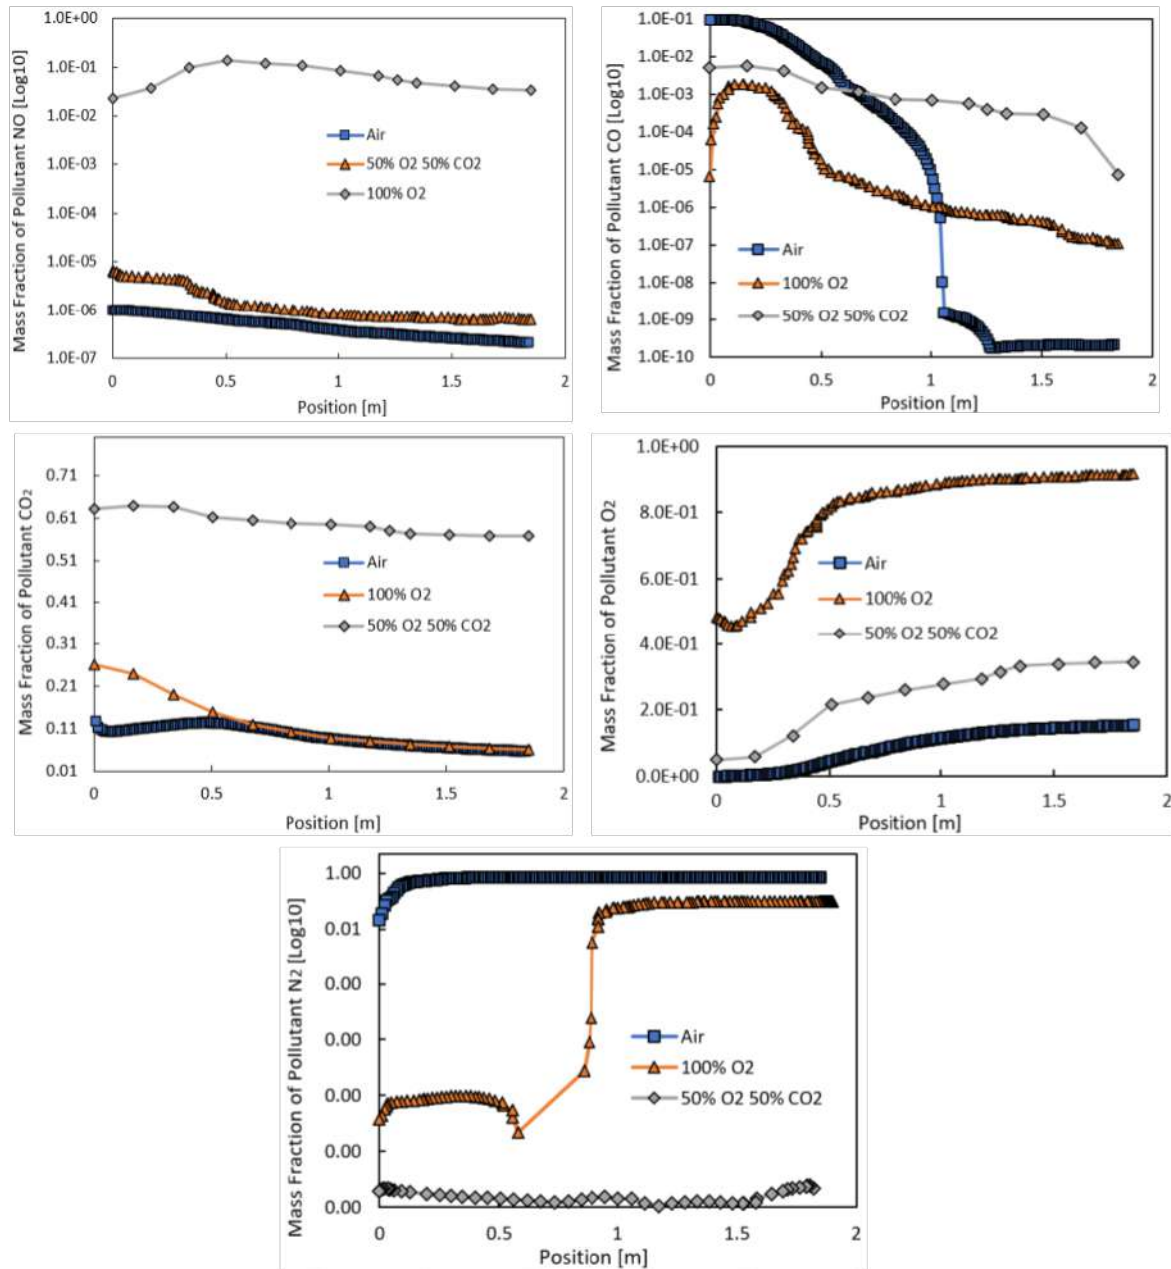 Mass Fraction of Pollutant NO [Log10]
1.0E+00
1.0E-01
1.0E-02
1.0E-03
1.0E-04
1.0E-05
1.0E-06
1.0E-07
Air
50% O2 50% CO2
100% O2
0 0.5 1 1.5 2
Position [m]
Mass Fraction of Pollutant CO [Log10]
1.0E-01
1.0E-02
1.0E-03
1.0E-04
1.0E-05
1.0E-06
1.0E-07
1.0E-08
1.0E-09
1.0E-10
Air
100% O2
50% O2 50% CO2
0 0.5 1 1.5 2
Position [m]
Mass Fraction of Pollutant CO2
0.71
0.61
0.51
0.41
0.31
0.21
0.11
0.01
Air
100% O2
50% O2 50% CO2
0 0.5 1 1.5 2
Position [m]
Mass Fraction of Pollutant O2
1.0E+00
8.0E-01
6.0E-01
4.0E-01
2.0E-01
0.0E+00
Air
100% O2
50% O2 50% CO2
0 0.5 1 1.5 2
Position [m]
Mass Fraction of Pollutant N2 [Log10]
1.00
0.01
0.00
0.00
0.00
0.00
0.00
Air
100% O2
50% O2 50% CO2
0 0.5 1 1.5 2
Position [m]